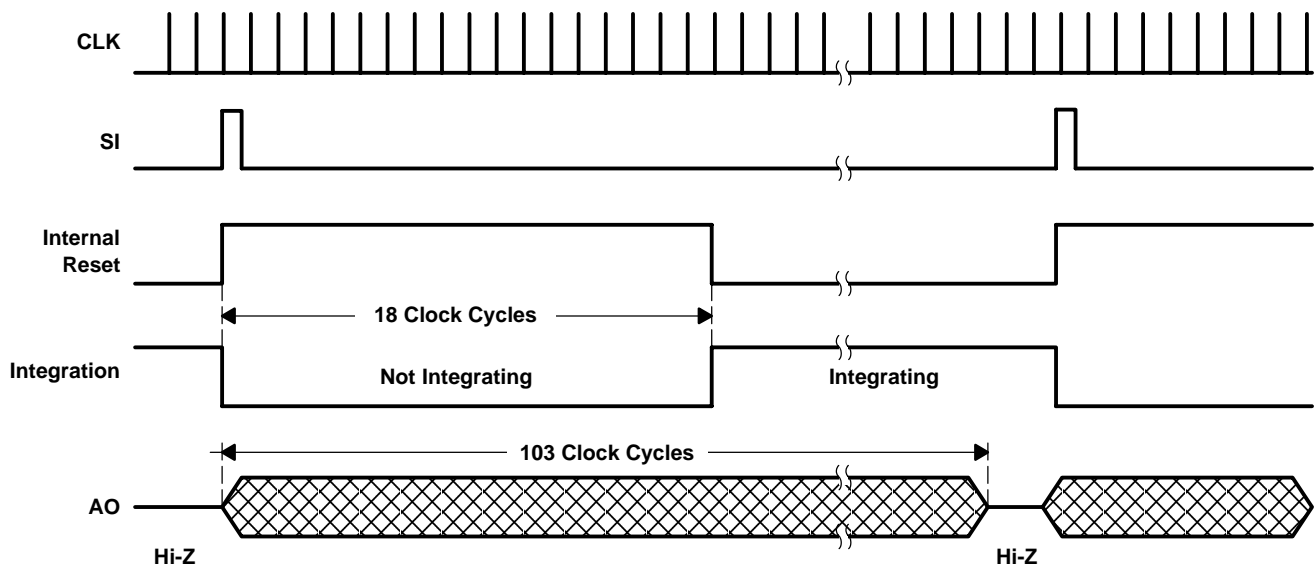 CLK
SI
Internal
Reset
18 Clock Cycles
Integration
Not Integrating
Integrating
103 Clock Cycles
AO
Hi-Z
Hi-Z